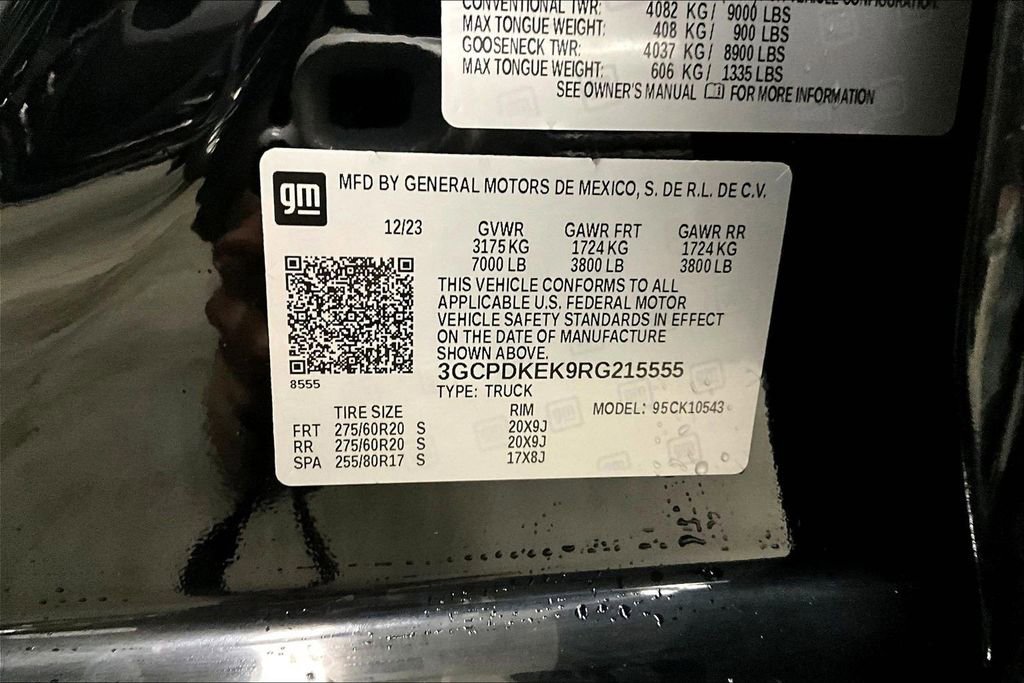 CONVENTIONAL TWR: 4082 KG/ 9000 LBS
MAX TONGUE WEIGHT: 408 KG/ 900 LBS
GOOSENECK TWR: 4037 KG/ 8900 LBS
MAX TONGUE WEIGHT: 606 KG/ 1335 LBS
SEE OWNER'S MANUAL FOR MORE INFORMATION
gm MFD BY GENERAL MOTORS DE MEXICO, S. DE R.L. DE C.V.
12/23 GVWR GAWR FRT GAWR RR
3175 KG 1724 KG 1724 KG
7000 LB 3800 LB 3800 LB
THIS VEHICLE CONFORMS TO ALL
APPLICABLE U.S. FEDERAL MOTOR
VEHICLE SAFETY STANDARDS IN EFFECT
ON THE DATE OF MANUFACTURE
SHOWN ABOVE.
3GCPDKEK9RG215555
8555
TYPE: TRUCK
TIRE SIZE RIM MODEL: 95CK10543
FRT 275/60R20 S 20X9J
RR 275/60R20 S 20X9J
SPA 255/80R17 S 17X8J